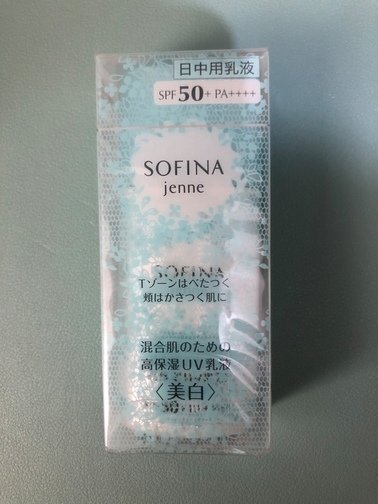 日中用乳液
SPF50+ PA++++
SOFINA
jenne
SOFINA
Tゾーンはべたつく
頬はかさつく肌に
混合肌のための
高保湿UV乳液
〈美白〉